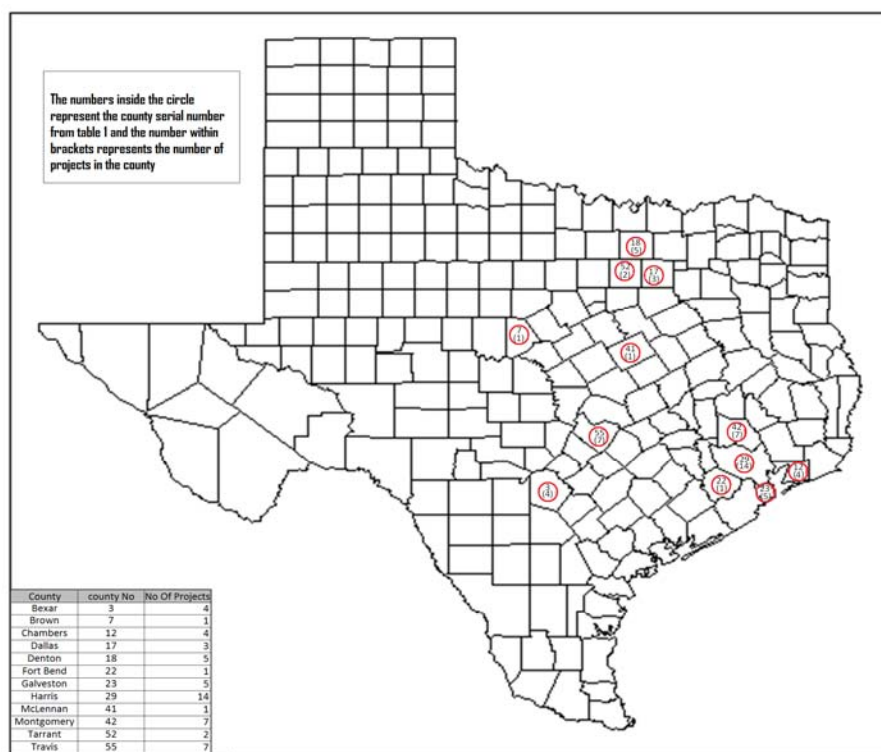 The numbers inside the circle
represent the county serial number
from table 1 and the number within
brackets represents the number of
projects in the county
18
(5)
52
(2)
17
(3)
7
(1)
41
(1)
55
(7)
42
(7)
29
(14)
12
(4)
22
(1)
23
(5)
3
(4)
County county No No Of Projects
Bexar 3 4
Brown 7 1
Chambers 12 4
Dallas 17 3
Denton 18 5
Fort Bend 22 1
Galveston 23 5
Harris 29 14
McLennan 41 1
Montgomery 42 7
Tarrant 52 2
Travis 55 7